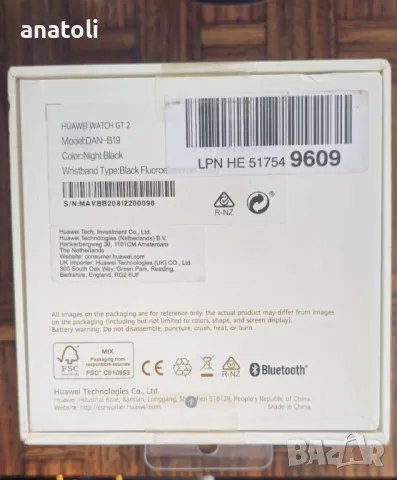 anatoli
HUAWEI WATCH GT 2
Model:DAN-B19
Color:Night Black
Wristband Type:Black
LPN HE 51754 9609
S/N:MAVBB20812200096
R-NZ
Huawei Tech. Investment Co., Ltd.
Huawei Technologies (Netherlands) B.V.
Herikerbergweg 36, 1101CM Amsterdam
The Netherlands
Website: consumer.huawei.com
UK Importer: Huawei Technologies (UK) CO., Ltd.
300 South Oak Way, Green Park, Reading,
Berkshire, England, RG2 6UF
All images on the packaging are for reference only, the actual product may differ from images
on the packaging (including but not limited to colors, shape, and screen display).
Battery warning: Do not disassemble, puncture, crush, heat, or burn.
FSC
MIX
Packaging from
responsible sources
FSC® C010953
CE
R-NZ
Bluetooth®
Huawei Technologies Co., Ltd.
Huawei Industrial Base, Bantian, Longgang, Shenzhen 518129, People's Republic of China
Website: http://consumer.huawei.com
Made in China
bazar